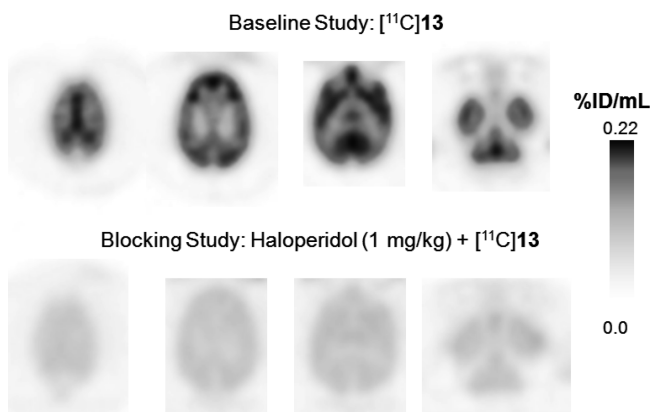 Baseline Study: [¹¹C]13
%ID/mL
0.22
Blocking Study: Haloperidol (1 mg/kg) + [¹¹C]13
0.0